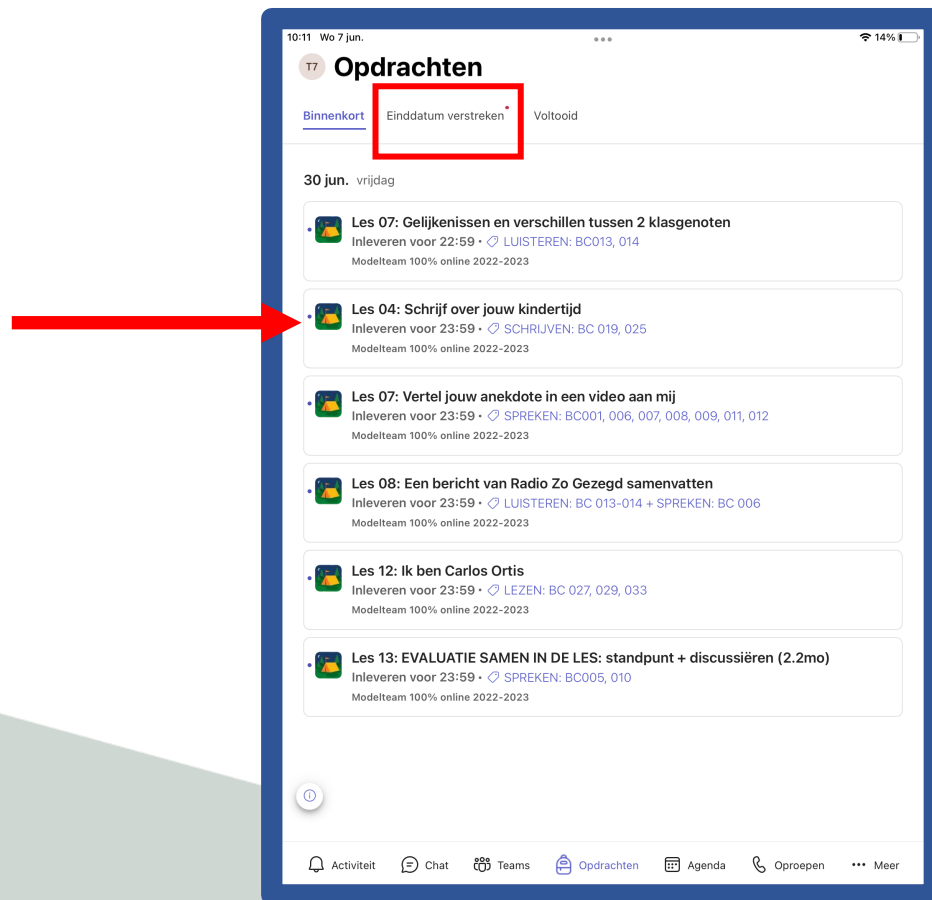 10:11 Wo 7 jun.
14%
T7 Opdrachten
Binnenkort Einddatum verstreken Voltooid
30 jun. vrijdag
Les 07: Gelijkenissen en verschillen tussen 2 klasgenoten
Inleveren voor 22:59 • LUISTEREN: BC013, 014
Modelteam 100% online 2022-2023
Les 04: Schrijf over jouw kindertijd
Inleveren voor 23:59 • SCHRIJVEN: BC 019, 025
Modelteam 100% online 2022-2023
Les 07: Vertel jouw anekdote in een video aan mij
Inleveren voor 23:59 • SPREKEN: BC001, 006, 007, 008, 009, 011, 012
Modelteam 100% online 2022-2023
Les 08: Een bericht van Radio Zo Gezegd samenvatten
Inleveren voor 23:59 • LUISTEREN: BC 013-014 + SPREKEN: BC 006
Modelteam 100% online 2022-2023
Les 12: Ik ben Carlos Ortis
Inleveren voor 23:59 • LEZEN: BC 027, 029, 033
Modelteam 100% online 2022-2023
Les 13: EVALUATIE SAMEN IN DE LES: standpunt + discussiëren (2.2mo)
Inleveren voor 23:59 • SPREKEN: BC005, 010
Modelteam 100% online 2022-2023
Activiteit Chat Teams Opdrachten Agenda Oproepen Meer